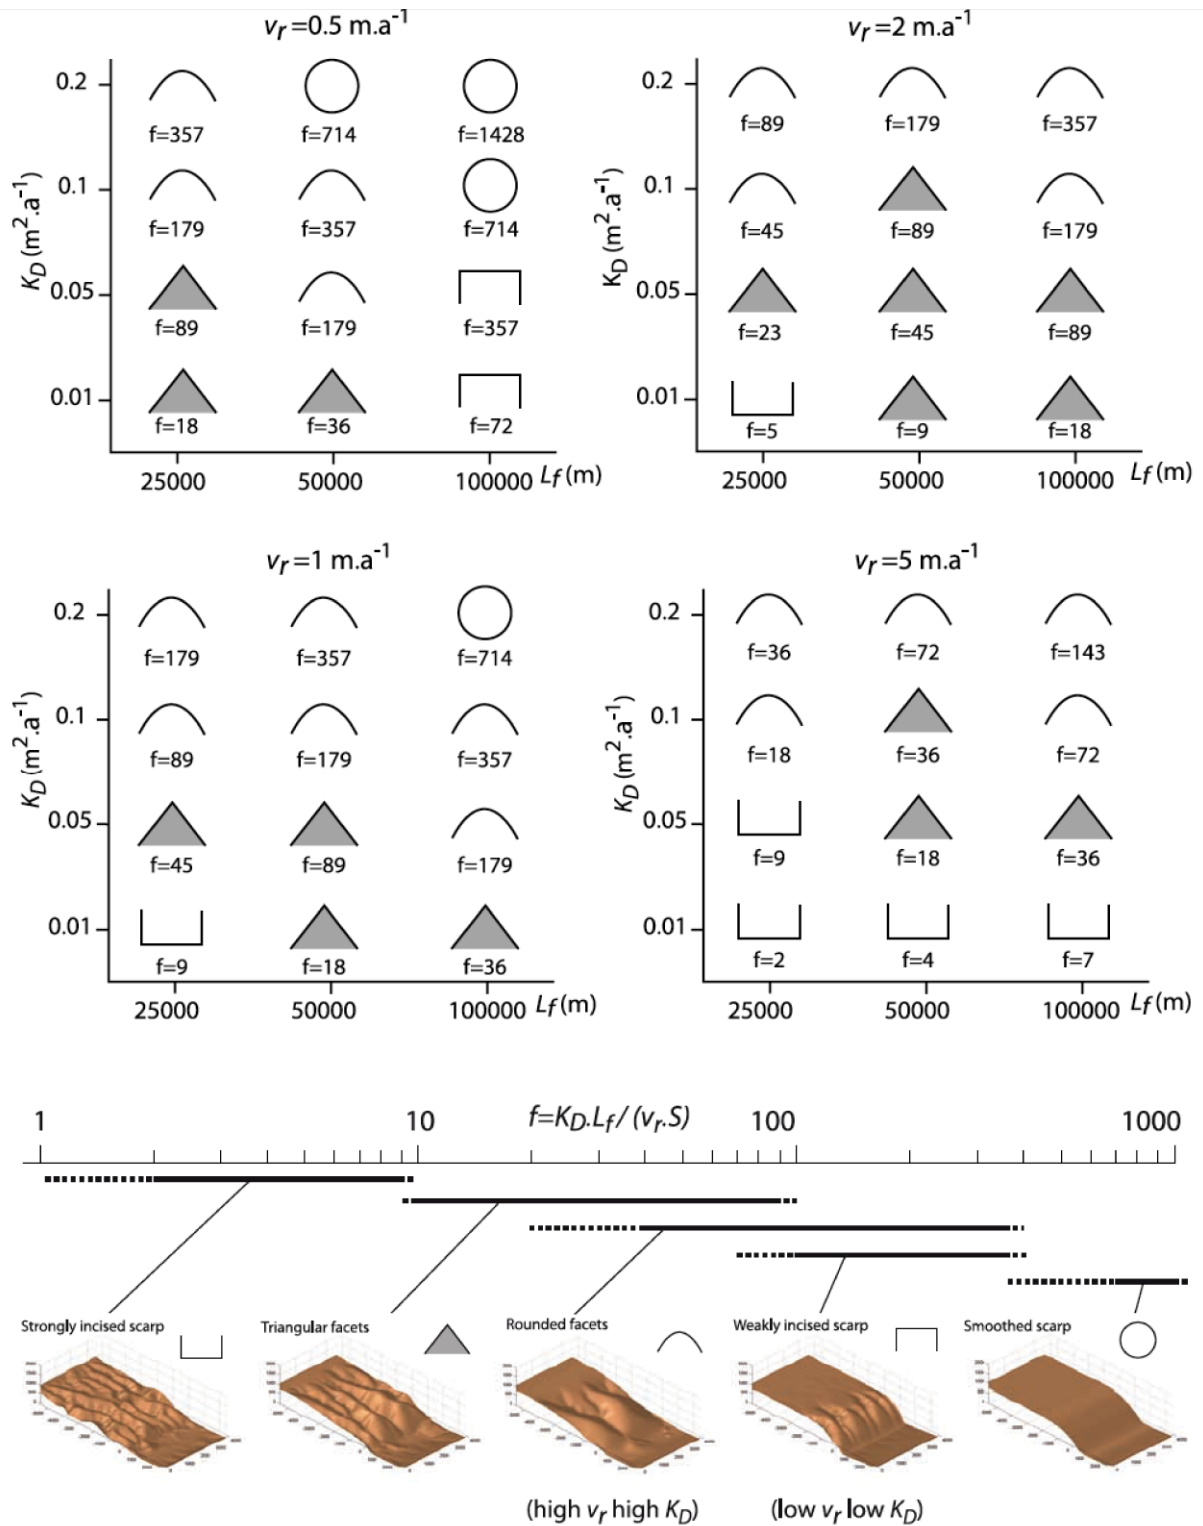 v_r=0.5 m.a⁻¹
0.2
f=357 f=714 f=1428
0.1
f=179 f=357 f=714
K_D (m².a⁻¹)
0.05
f=89 f=179 f=357
0.01
f=18 f=36 f=72
25000 50000 100000 L_f (m)
v_r=2 m.a⁻¹
0.2
f=89 f=179 f=357
0.1
f=45 f=89 f=179
K_D (m².a⁻¹)
0.05
f=23 f=45 f=89
0.01
f=5 f=9 f=18
25000 50000 100000 L_f (m)
v_r=1 m.a⁻¹
0.2
f=179 f=357 f=714
0.1
f=89 f=179 f=357
K_D (m².a⁻¹)
0.05
f=45 f=89 f=179
0.01
f=9 f=18 f=36
25000 50000 100000 L_f (m)
v_r=5 m.a⁻¹
0.2
f=36 f=72 f=143
0.1
f=18 f=36 f=72
K_D (m².a⁻¹)
0.05
f=9 f=18 f=36
0.01
f=2 f=4 f=7
25000 50000 100000 L_f (m)
1 10 f=K_D.L_f/(v_r.S) 100 1000
Strongly incised scarp Triangular facets Rounded facets Weakly incised scarp Smoothed scarp
(high v_r high K_D) (low v_r low K_D)